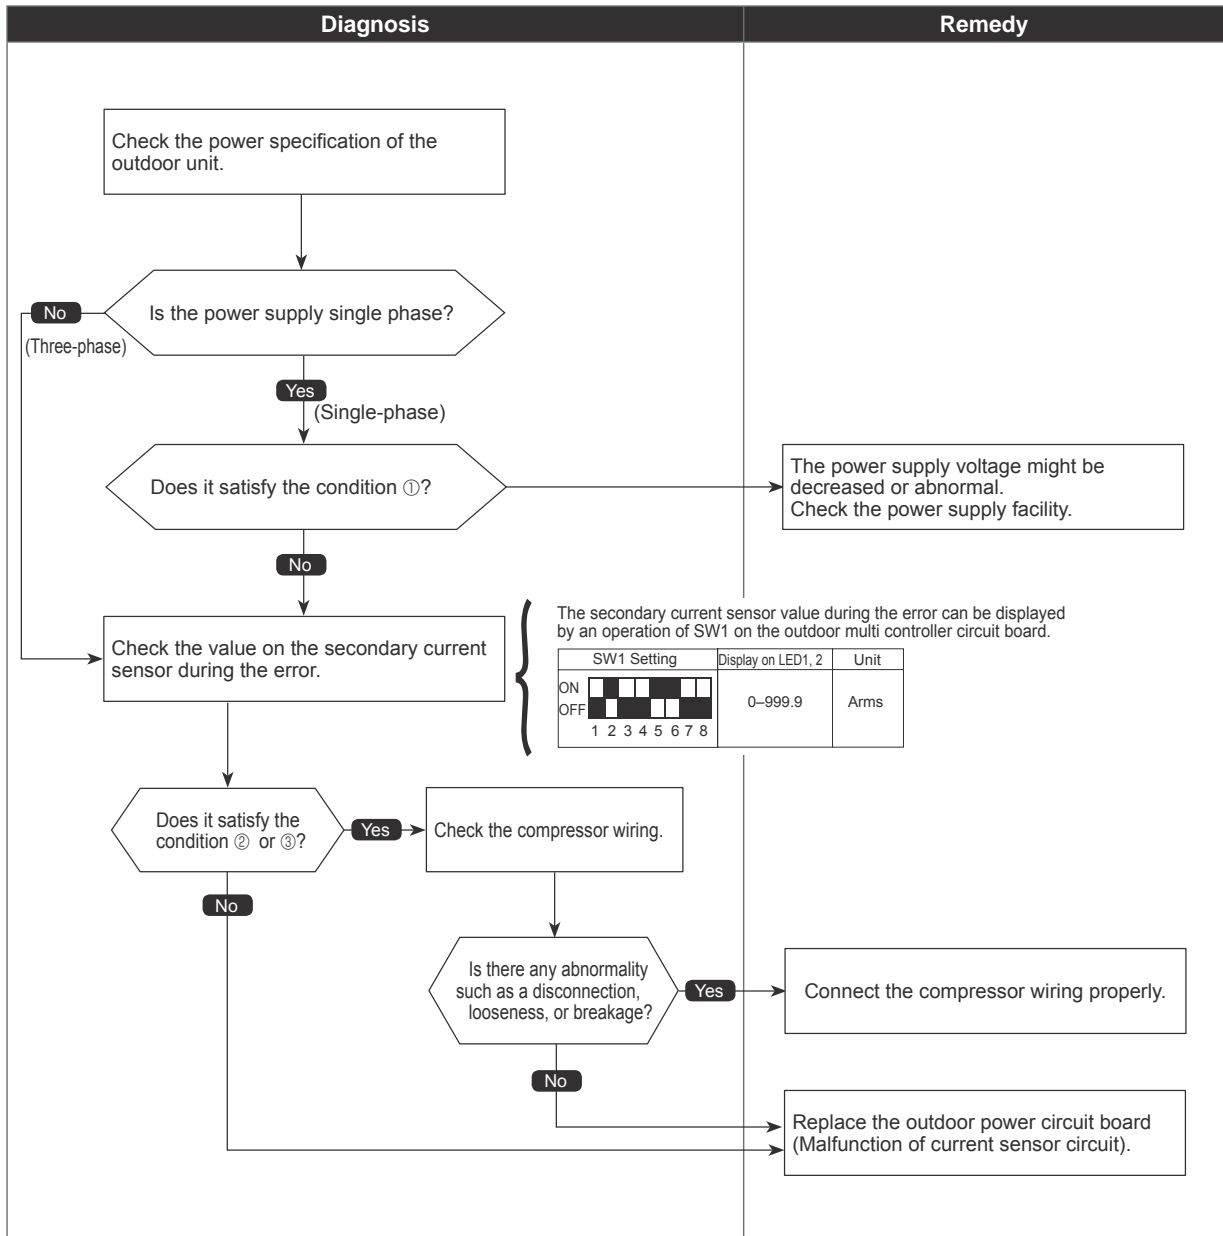 Diagnosis
Remedy
Check the power specification of the
outdoor unit.
Is the power supply single phase?
No
(Three-phase)
Yes
(Single-phase)
Does it satisfy the condition ①?
The power supply voltage might be
decreased or abnormal.
Check the power supply facility.
No
Check the value on the secondary current
sensor during the error.
The secondary current sensor value during the error can be displayed
by an operation of SW1 on the outdoor multi controller circuit board.
SW1 Setting
Display on LED1, 2
Unit
ON
OFF
1 2 3 4 5 6 7 8
0–999.9
Arms
Does it satisfy the
condition ② or ③?
Yes
Check the compressor wiring.
No
Is there any abnormality
such as a disconnection,
looseness, or breakage?
Yes
Connect the compressor wiring properly.
No
Replace the outdoor power circuit board
(Malfunction of current sensor circuit).